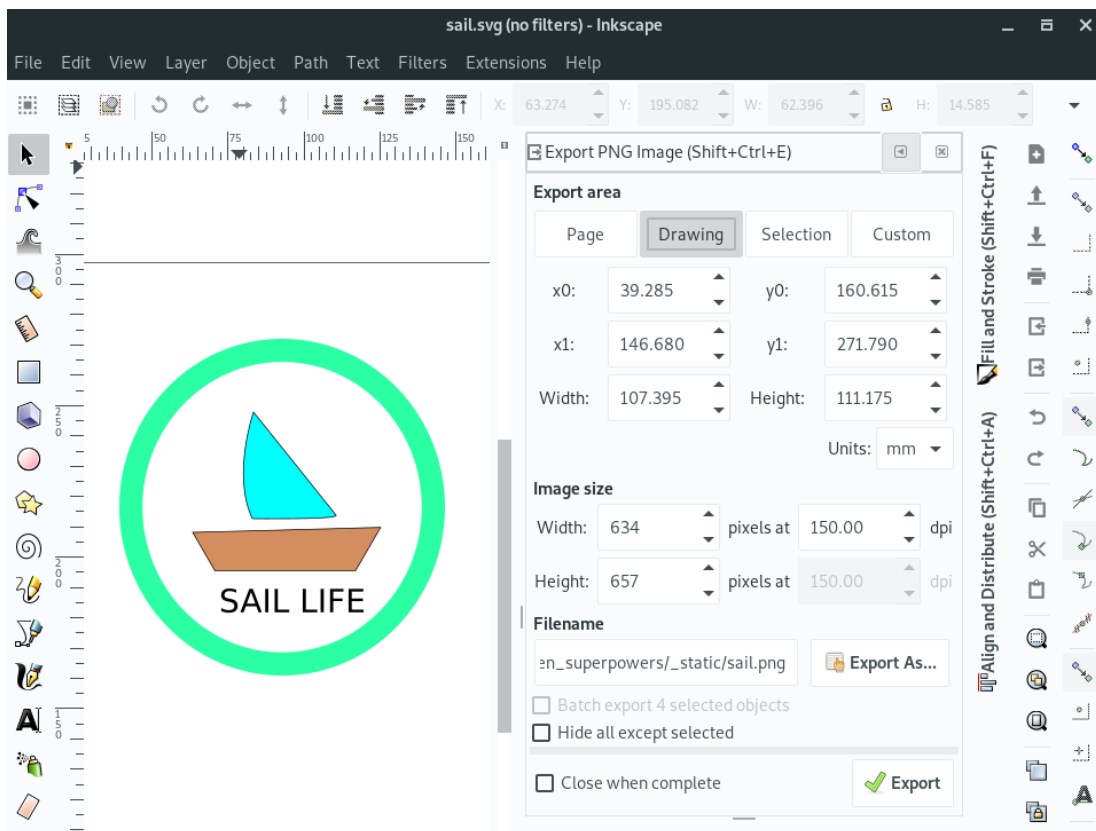 sail.svg (no filters) - Inkscape
File Edit View Layer Object Path Text Filters Extensions Help
X: 63.274 Y: 195.082 W: 62.396 H: 14.585
5 50 75 100 125 150
300
250
200
150
SAIL LIFE
Export PNG Image (Shift+Ctrl+E)
Export area
Page Drawing Selection Custom
x0: 39.285 y0: 160.615
x1: 146.680 y1: 271.790
Width: 107.395 Height: 111.175
Units: mm
Image size
Width: 634 pixels at 150.00 dpi
Height: 657 pixels at 150.00 dpi
Filename
en_superpowers/_static/sail.png Export As...
Batch export 4 selected objects
Hide all except selected
Close when complete Export
Fill and Stroke (Shift+Ctrl+F)
Align and Distribute (Shift+Ctrl+A)